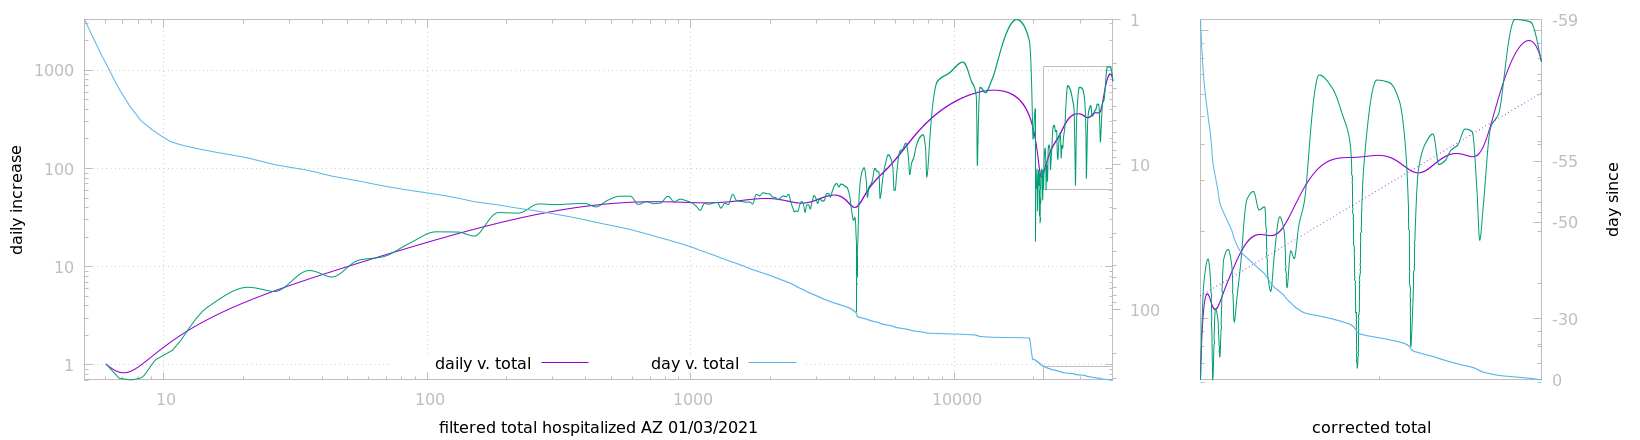 daily increase
1000
100
10
1
daily v. total
day v. total
10
100
1000
10000
filtered total hospitalized AZ 01/03/2021
1
10
100
-59
-55
-50
-30
0
day since
corrected total